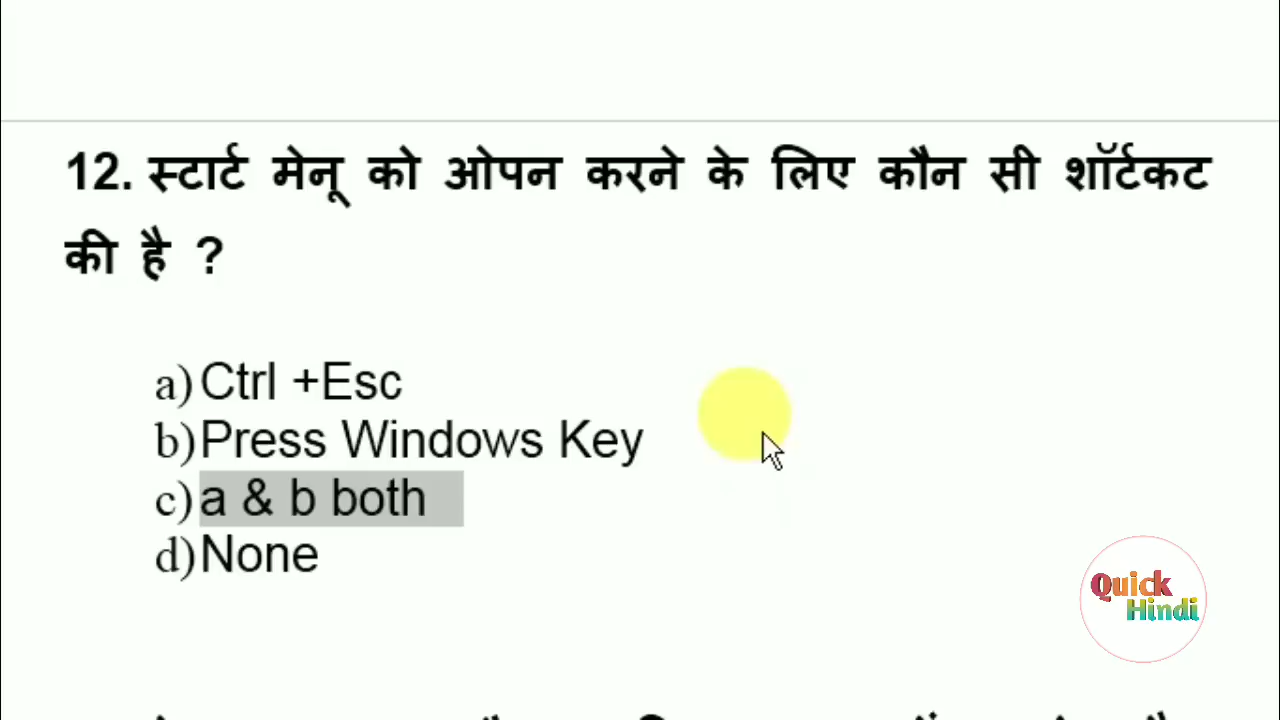 12. स्टार्ट मेनू को ओपन करने के लिए कौन सी शॉर्टकट
की है ?
a) Ctrl +Esc
b) Press Windows Key
c) a & b both
d) None
Quick
Hindi